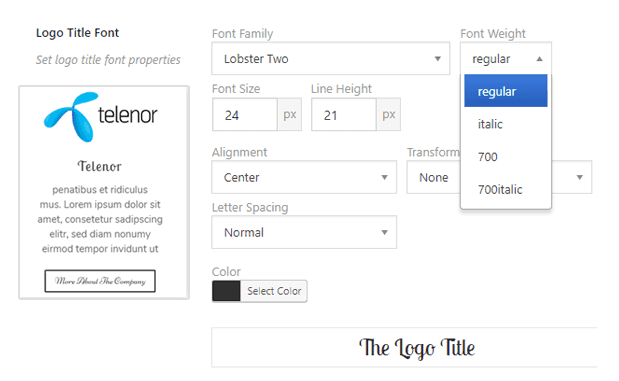 Logo Title Font
Set logo title font properties
telenor
Telenor
penatibus et ridiculus
mus. Lorem ipsum dolor sit
amet, consetetur sadipscing
elitr, sed diam nonumy
eirmod tempor invidunt ut
More About The Company
Font Family
Lobster Two
Font Weight
regular
regular
italic
700
700italic
Font Size
24 px
Line Height
21 px
Alignment
Center
Transform
None
Letter Spacing
Normal
Color
Select Color
The Logo Title